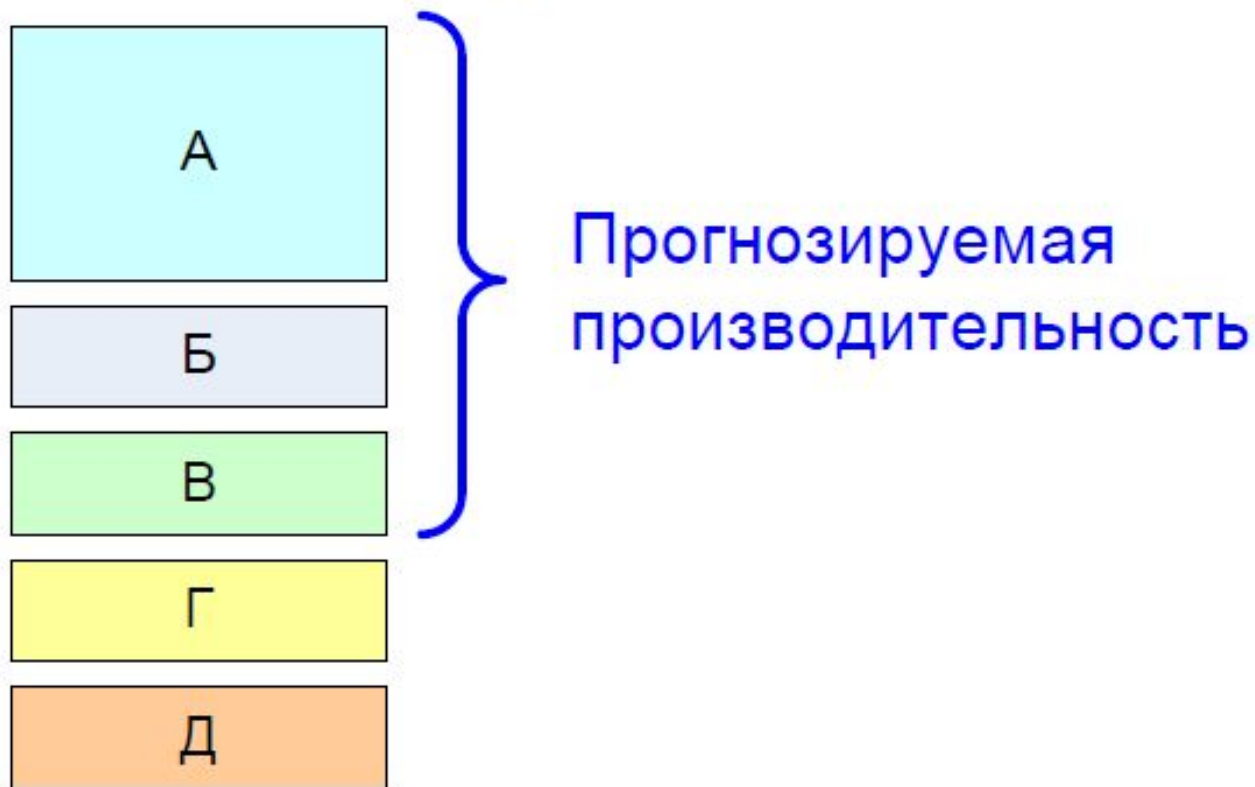 А
Б
В
Г
Д
Прогнозируемая
производительность